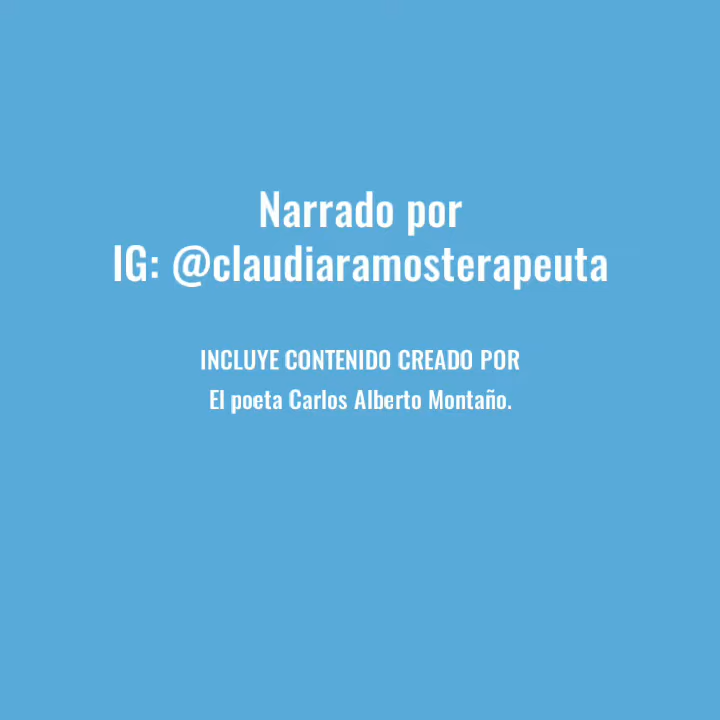 Narrado por
IG: @claudiaramosterapeuta
INCLUYE CONTENIDO CREADO POR
El poeta Carlos Alberto Montaño.